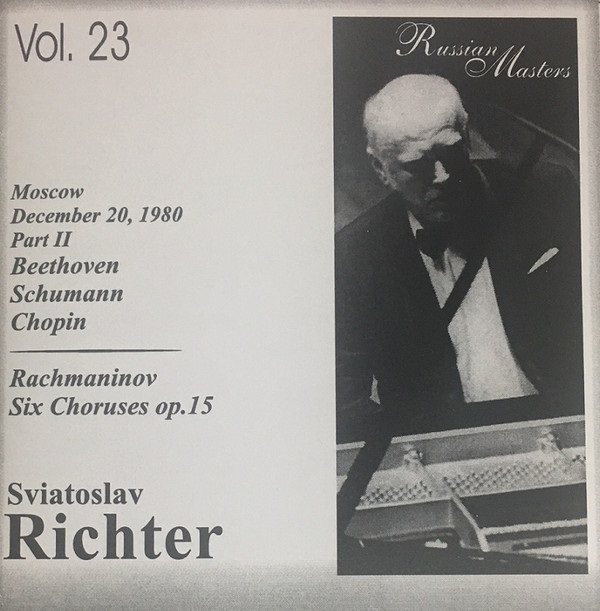 Vol. 23
Russian
Masters
Moscow
December 20, 1980
Part II
Beethoven
Schumann
Chopin
Rachmaninov
Six Choruses op.15
Sviatoslav
Richter